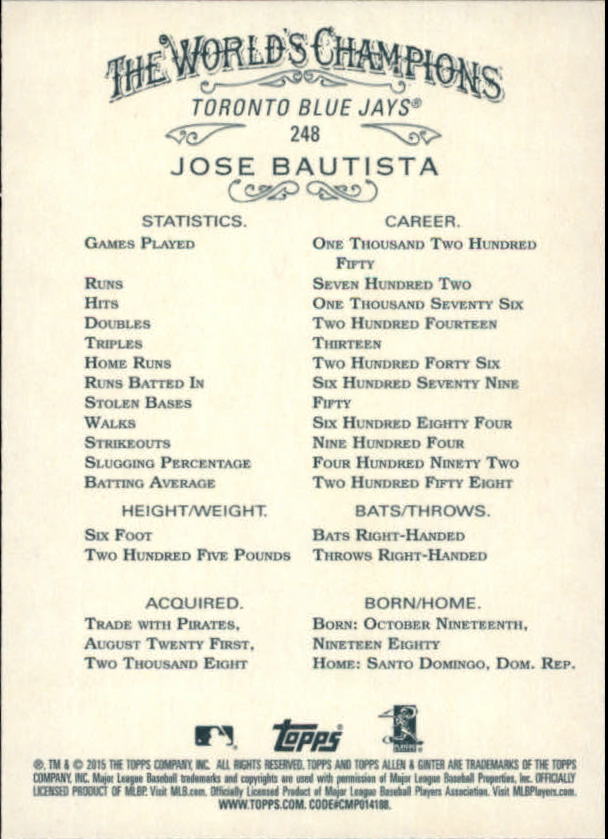 THE WORLD'S CHAMPIONS
TORONTO BLUE JAYS®
248
JOSE BAUTISTA
STATISTICS. CAREER.
GAMES PLAYED ONE THOUSAND TWO HUNDRED
FIFTY
RUNS SEVEN HUNDRED TWO
HITS ONE THOUSAND SEVENTY SIX
DOUBLES TWO HUNDRED FOURTEEN
TRIPLES THIRTEEN
HOME RUNS TWO HUNDRED FORTY SIX
RUNS BATTED IN SIX HUNDRED SEVENTY NINE
STOLEN BASES FIFTY
WALKS SIX HUNDRED EIGHTY FOUR
STRIKEOUTS NINE HUNDRED FOUR
SLUGGING PERCENTAGE FOUR HUNDRED NINETY TWO
BATTING AVERAGE TWO HUNDRED FIFTY EIGHT
HEIGHT/WEIGHT. BATS/THROWS.
SIX FOOT BATS RIGHT-HANDED
TWO HUNDRED FIVE POUNDS THROWS RIGHT-HANDED
ACQUIRED. BORN/HOME.
TRADE WITH PIRATES, BORN: OCTOBER NINETEENTH,
AUGUST TWENTY FIRST, NINETEEN EIGHTY
TWO THOUSAND EIGHT HOME: SANTO DOMINGO, DOM. REP.
TOPPS
®, TM & © 2015 THE TOPPS COMPANY, INC. ALL RIGHTS RESERVED. TOPPS AND TOPPS ALLEN & GINTER ARE TRADEMARKS OF THE TOPPS
COMPANY, INC. Major League Baseball trademarks and copyrights are used with permission of Major League Baseball Properties, Inc. OFFICIALLY
LICENSED PRODUCT OF MLBP. Visit MLB.com. Officially Licensed Product of Major League Baseball Players Association. Visit MLBPlayers.com.
WWW.TOPPS.COM. CODE#CMP014188.